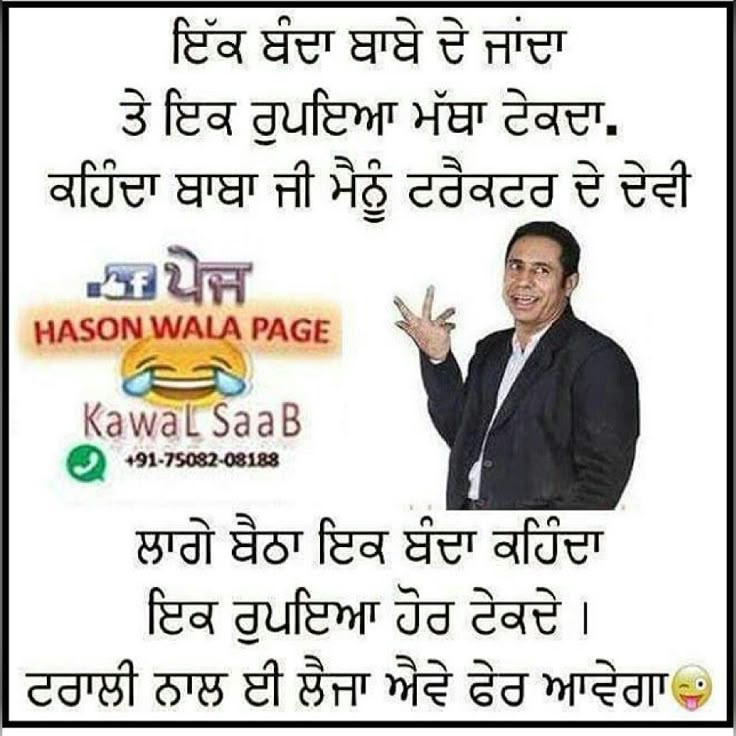 ਇੱਕ ਬੰਦਾ ਬਾਬੇ ਦੇ ਜਾਂਦਾ
ਤੇ ਇਕ ਰੁਪਇਆ ਮੱਥਾ ਟੇਕਦਾ.
ਕਹਿੰਦਾ ਬਾਬਾ ਜੀ ਮੈਨੂੰ ਟਰੈਕਟਰ ਦੇ ਦੇਵੀ
f ਪੇਜ
HASON WALA PAGE
KawaL SaaB
+91-75082-08188
ਲਾਗੇ ਬੈਠਾ ਇਕ ਬੰਦਾ ਕਹਿੰਦਾ
ਇਕ ਰੁਪਇਆ ਹੋਰ ਟੇਕਦੇ ।
ਟਰਾਲੀ ਨਾਲ ਈ ਲੈਜਾ ਐਵੇ ਫੇਰ ਆਵੇਗਾ😜